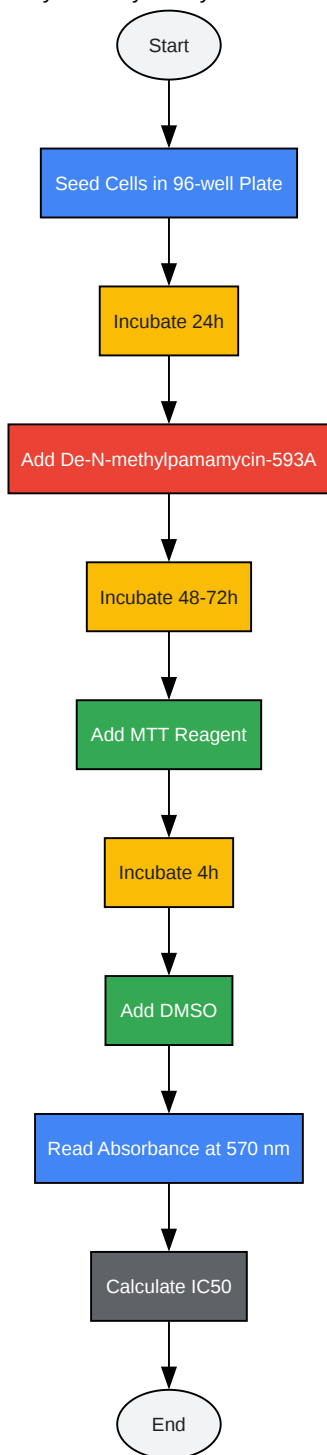 Start
Seed Cells in 96-well Plate
Incubate 24h
Add De-N-methylpamamycin-593A
Incubate 48-72h
Add MTT Reagent
Incubate 4h
Add DMSO
Read Absorbance at 570 nm
Calculate IC50
End